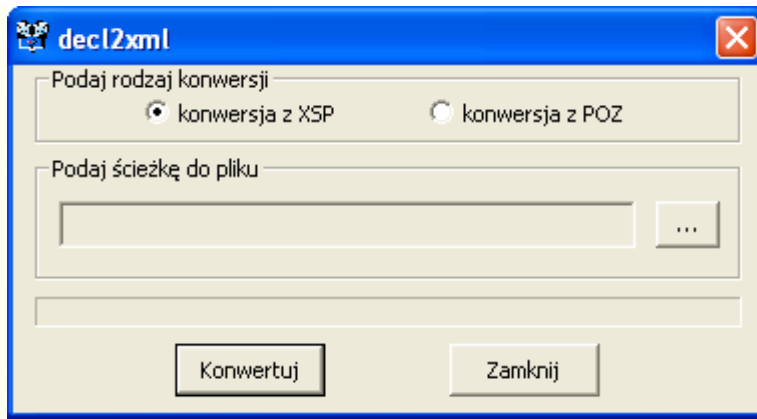 decl2xml
Podaj rodzaj konwersji
konwersja z XSP konwersja z POZ
Podaj ścieżkę do pliku
...
Konwertuj Zamknij